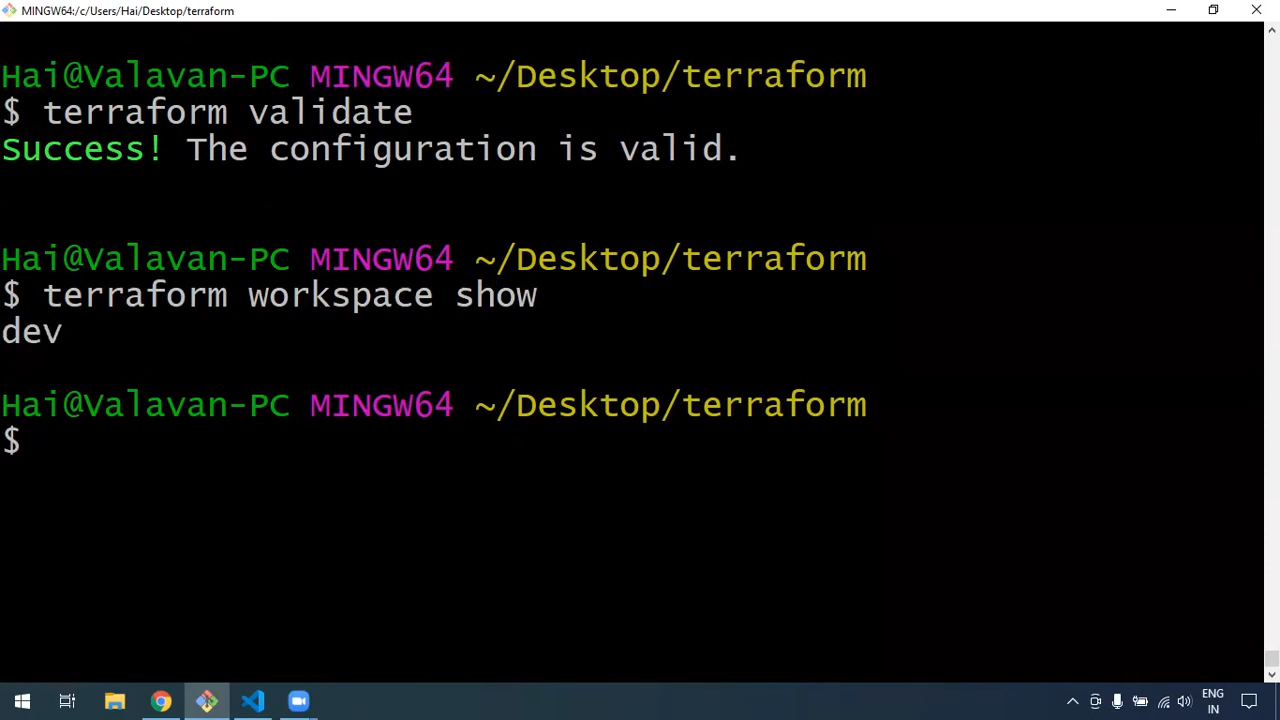 MINGW64:/c/Users/Hai/Desktop/terraform
Hai@Valavan-PC MINGW64 ~/Desktop/terraform
$ terraform validate
Success! The configuration is valid.
Hai@Valavan-PC MINGW64 ~/Desktop/terraform
$ terraform workspace show
dev
Hai@Valavan-PC MINGW64 ~/Desktop/terraform
$
ENG
IN